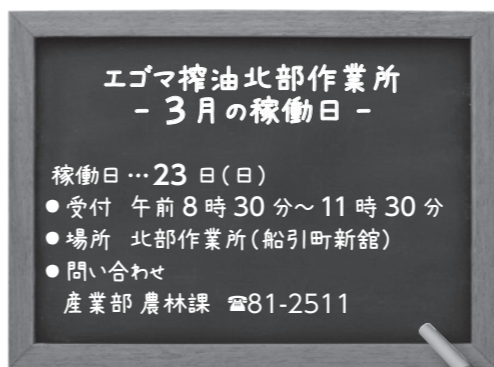 エゴマ搾油北部作業所
- 3月の稼働日 -
稼働日…23日(日)
●受付 午前8時30分～11時30分
●場所 北部作業所(船引町新舘)
●問い合わせ
産業部 農林課 ☎81-2511